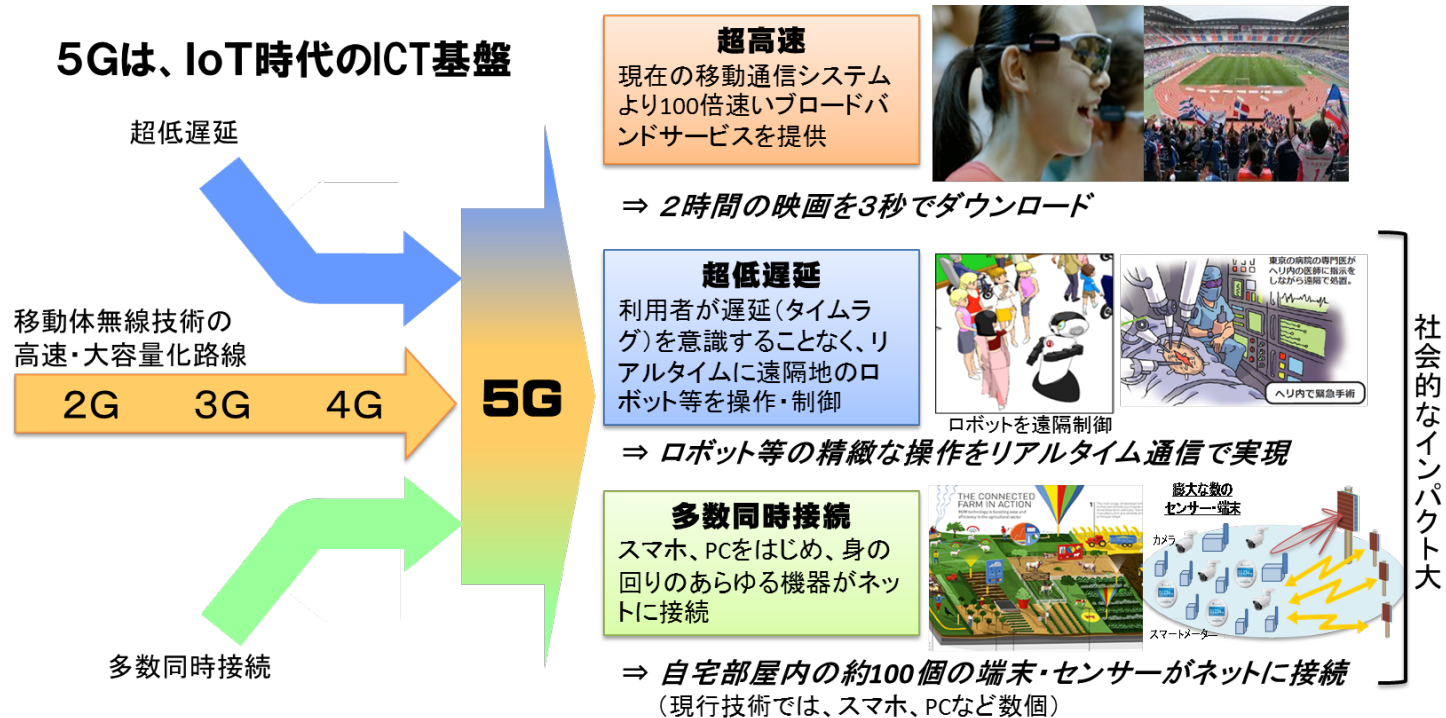 5Gは、IoT時代のICT基盤
超低遅延
移動体無線技術の
高速・大容量化路線
2G 3G 4G
5G
多数同時接続
超高速
現在の移動通信システム
より100倍速いブロードバ
ンドサービスを提供
⇒ 2時間の映画を3秒でダウンロード
超低遅延
利用者が遅延(タイムラ
グ)を意識することなく、リ
アルタイムに遠隔地のロ
ボット等を操作・制御
ロボットを遠隔制御
東京の病院の専門医が
ヘリ内の医師に指示を
しながら遠隔で処置。
ヘリ内で緊急手術
⇒ ロボット等の精緻な操作をリアルタイム通信で実現
多数同時接続
スマホ、PCをはじめ、身の
回りのあらゆる機器がネッ
トに接続
THE CONNECTED
FARM IN ACTION
膨大な数の
センサー・端末
カメラ
スマートメーター
⇒ 自宅部屋内の約100個の端末・センサーがネットに接続
(現行技術では、スマホ、PCなど数個)
社会的なインパクト大